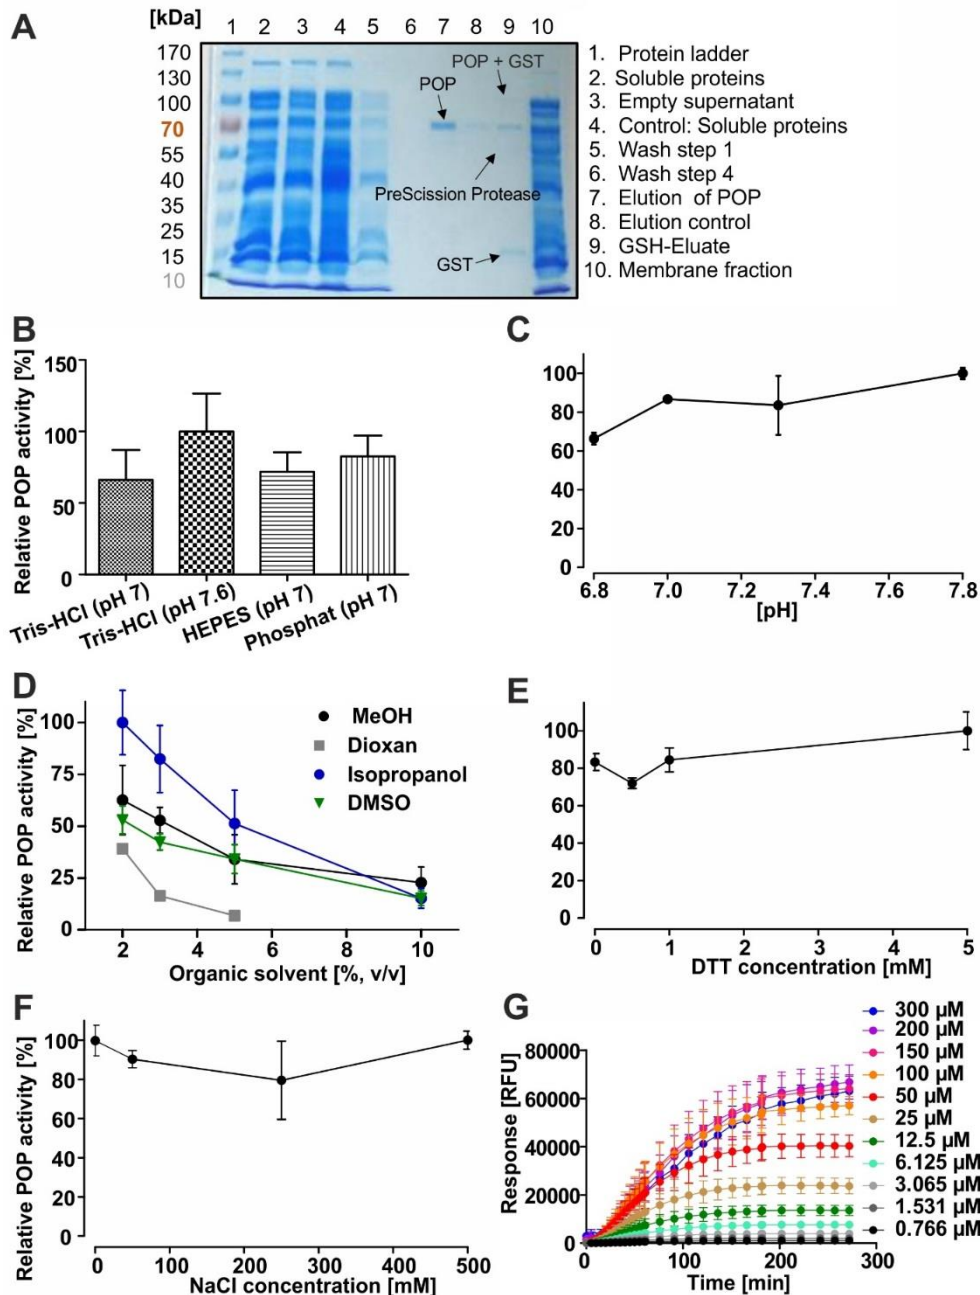 A
[kDa] 1 2 3 4 5 6 7 8 9 10
170
130
100
70
55
40
35
25
15
10
POP + GST
POP
PreScission Protease
GST
1. Protein ladder
2. Soluble proteins
3. Empty supernatant
4. Control: Soluble proteins
5. Wash step 1
6. Wash step 4
7. Elution of POP
8. Elution control
9. GSH-Eluate
10. Membrane fraction
B
Relative POP activity [%]
150
100
50
0
Tris-HCl (pH 7)
Tris-HCl (pH 7.6)
HEPES (pH 7)
Phosphat (pH 7)
C
100
80
60
40
20
0
6.8 7.0 7.2 7.4 7.6 7.8
[pH]
D
Relative POP activity [%]
100
75
50
25
0
2 4 6 8 10
Organic solvent [%, v/v]
MeOH
Dioxan
Isopropanol
DMSO
E
100
80
60
40
20
0
0 1 2 3 4 5
DTT concentration [mM]
F
Relative POP activity [%]
100
80
60
40
20
0
0 100 200 300 400 500
NaCl concentration [mM]
G
Response [RFU]
80000
60000
40000
20000
0
0 100 200 300
Time [min]
300 µM
200 µM
150 µM
100 µM
50 µM
25 µM
12.5 µM
6.125 µM
3.065 µM
1.531 µM
0.766 µM